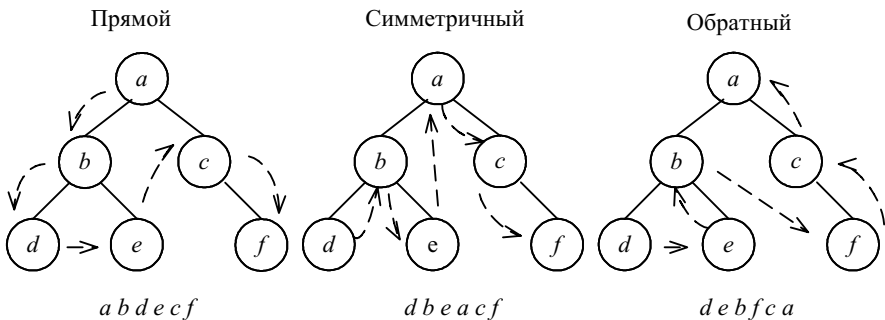 Прямой Симметричный Обратный
a a a
b c b c b c
d e f d e f d e f
a b d e c f d b e a c f d e b f c a